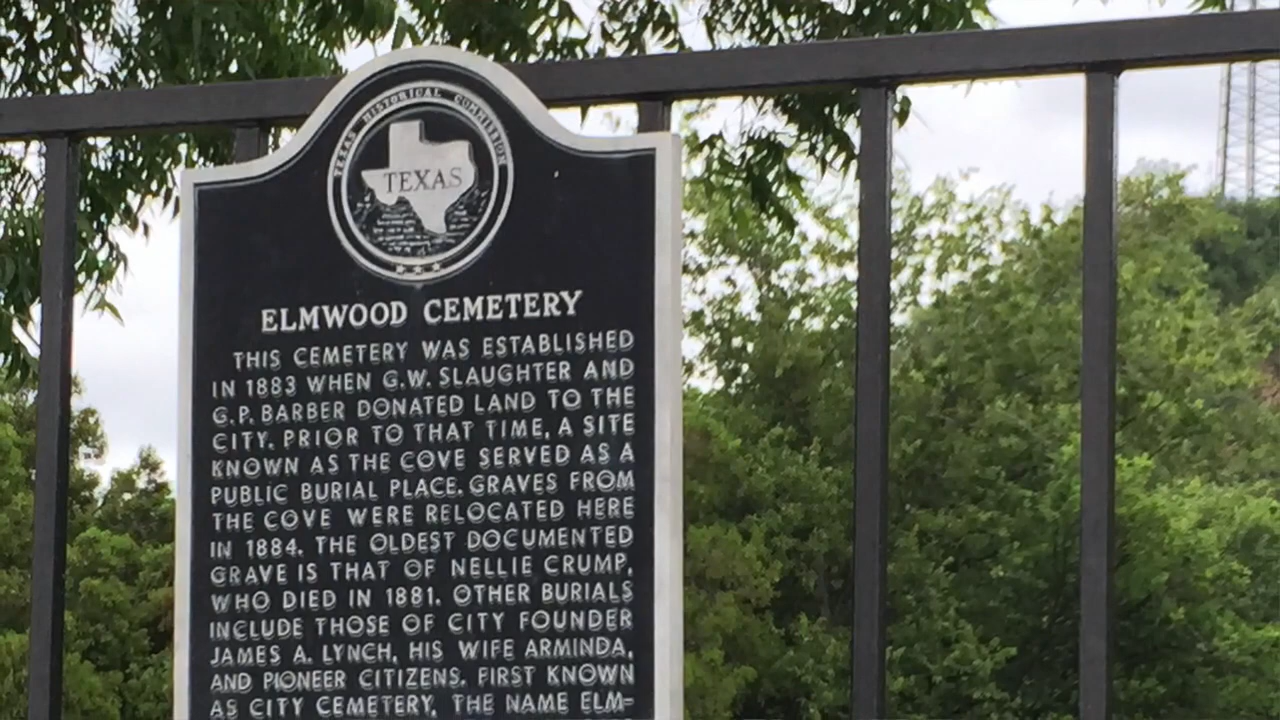 TEXAS HISTORICAL COMMISSION
TEXAS
ELMWOOD CEMETERY
THIS CEMETERY WAS ESTABLISHED
IN 1883 WHEN G.W. SLAUGHTER AND
G.P. BARBER DONATED LAND TO THE
CITY. PRIOR TO THAT TIME, A SITE
KNOWN AS THE COVE SERVED AS A
PUBLIC BURIAL PLACE. GRAVES FROM
THE COVE WERE RELOCATED HERE
IN 1884. THE OLDEST DOCUMENTED
GRAVE IS THAT OF NELLIE CRUMP,
WHO DIED IN 1881. OTHER BURIALS
INCLUDE THOSE OF CITY FOUNDER
JAMES A. LYNCH, HIS WIFE ARMINDA,
AND PIONEER CITIZENS. FIRST KNOWN
AS CITY CEMETERY, THE NAME ELM-